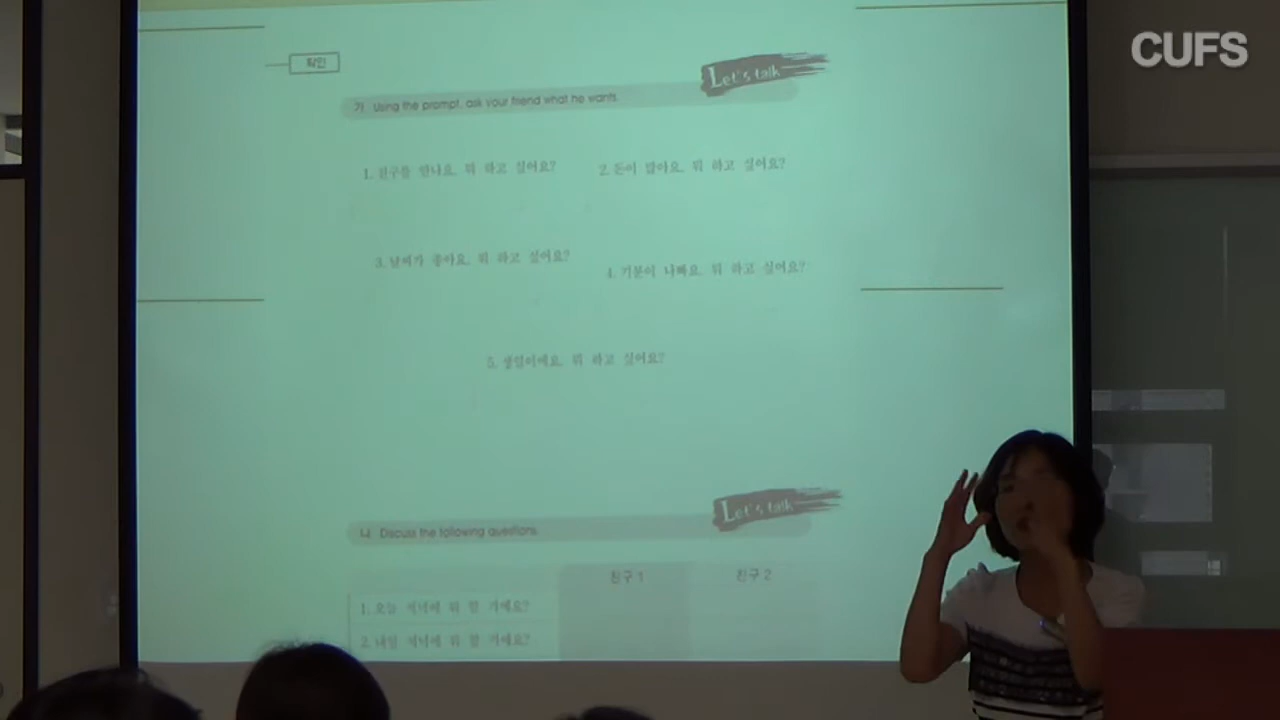 CUFS
확인
Let's talk
가. Using the prompt, ask your friend what he wants.
1. 친구를 만나요. 뭐 하고 싶어요?
2. 돈이 많아요. 뭐 하고 싶어요?
3. 날씨가 좋아요. 뭐 하고 싶어요?
4. 기분이 나빠요. 뭐 하고 싶어요?
5. 생일이에요. 뭐 하고 싶어요?
Let's talk
나. Discuss the following questions.
친구 1 친구 2
1. 오늘 저녁에 뭐 할 거예요?
2. 내일 저녁에 뭐 할 거예요?